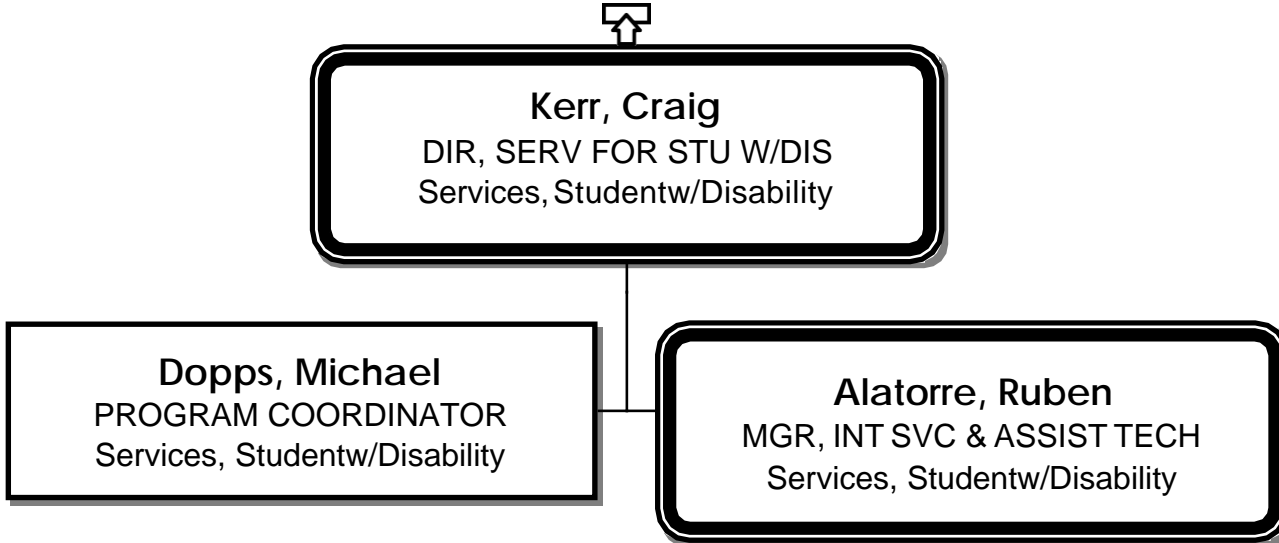 Kerr, Craig
DIR, SERV FOR STU W/DIS
Services, Studentw/Disability
Dopps, Michael
PROGRAM COORDINATOR
Services, Studentw/Disability
Alatorre, Ruben
MGR, INT SVC & ASSIST TECH
Services, Studentw/Disability